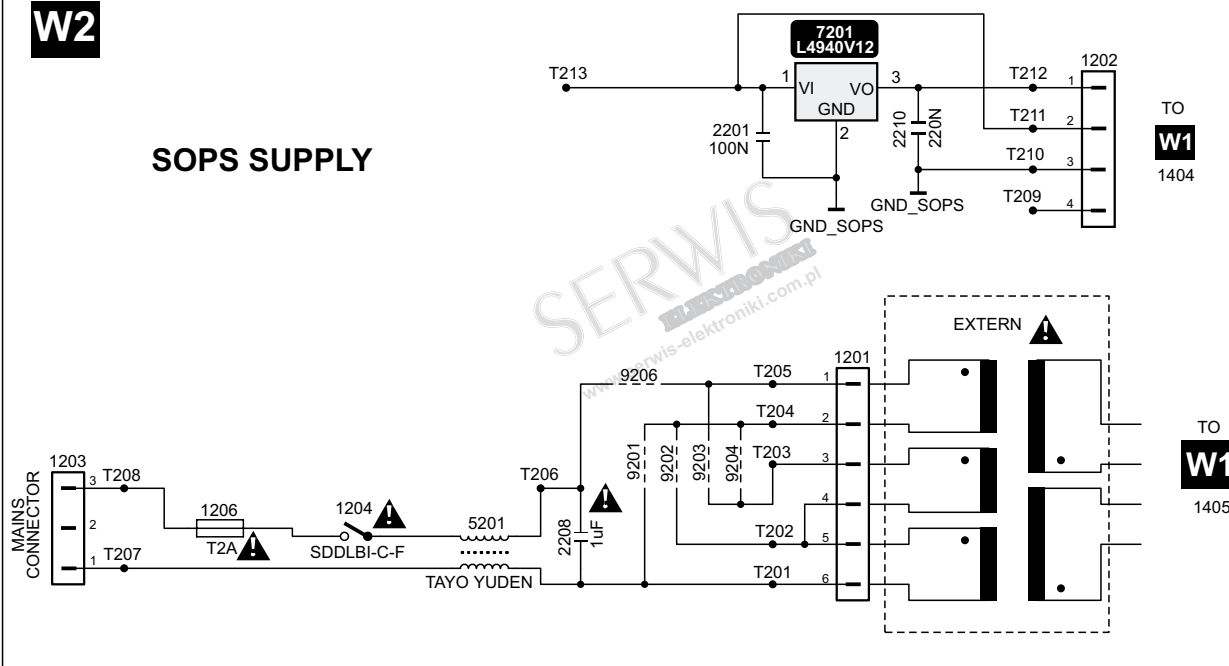 W2
SOPS SUPPLY
7201
L4940V12
T213
1
VI
VO
3
GND
2
2201
100N
2210
220N
GND_SOPS
GND_SOPS
T212
T211
T210
T209
1202
1
2
3
4
TO
W1
1404
SERWIS
ELEKTRONIKI
www.serwis-elektroniki.com.pl
EXTERN
1201
9206
T205
1
T204
2
9201
9202
9203
9204
T203
3
4
T202
5
T201
6
TO
W1
1405
MAINS
CONNECTOR
1203
3
T208
2
1
T207
1206
T2A
1204
SDDLBI-C-F
5201
TAYO YUDEN
T206
2208
1uF